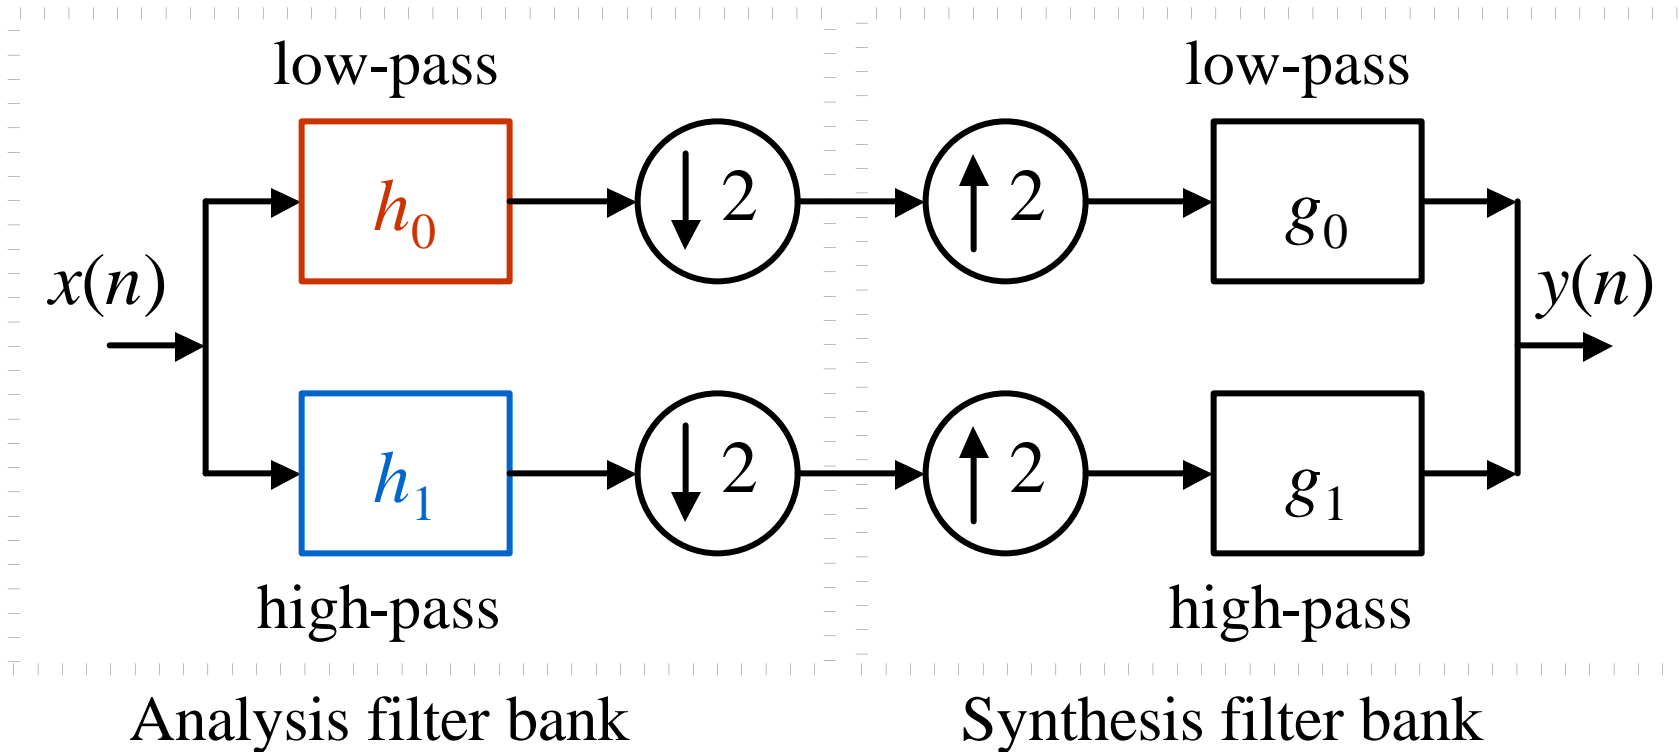 low-pass low-pass
h0 ↓ 2 ↑ 2 g0
x(n) y(n)
h1 ↓ 2 ↑ 2 g1
high-pass high-pass
Analysis filter bank Synthesis filter bank